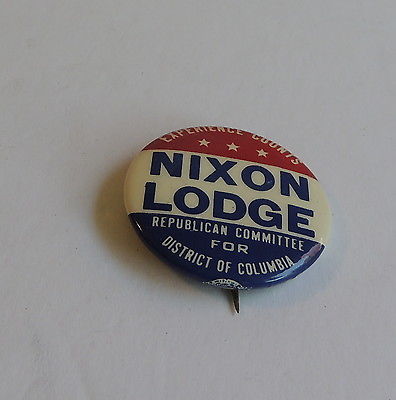 EXPERIENCE COUNTS
NIXON
LODGE
REPUBLICAN COMMITTEE
FOR
DISTRICT OF COLUMBIA